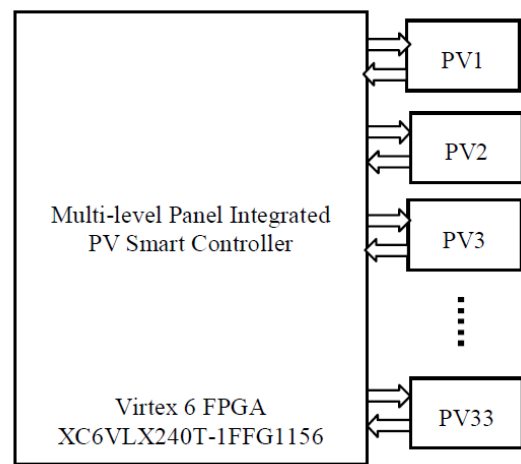 PV1
PV2
Multi-level Panel Integrated
PV Smart Controller
PV3
PV33
Virtex 6 FPGA
XC6VLX240T-1FFG1156